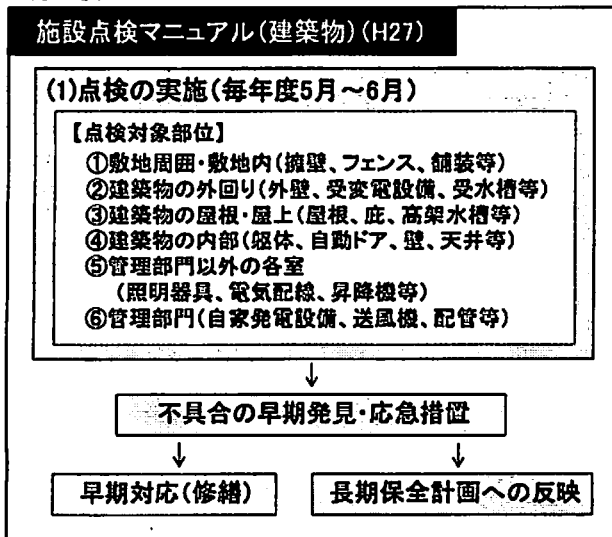 施設点検マニュアル(建築物)(H27)
(1)点検の実施(毎年度5月~6月)
【点検対象部位】
①敷地周囲・敷地内(擁壁、フェンス、舗装等)
②建築物の外回り(外壁、受変電設備、受水槽等)
③建築物の屋根・屋上(屋根、庇、高架水槽等)
④建築物の内部(躯体、自動ドア、壁、天井等)
⑤管理部門以外の各室
(照明器具、電気配線、昇降機等)
⑥管理部門(自家発電設備、送風機、配管等)
不具合の早期発見・応急措置
早期対応(修繕)
長期保全計画への反映